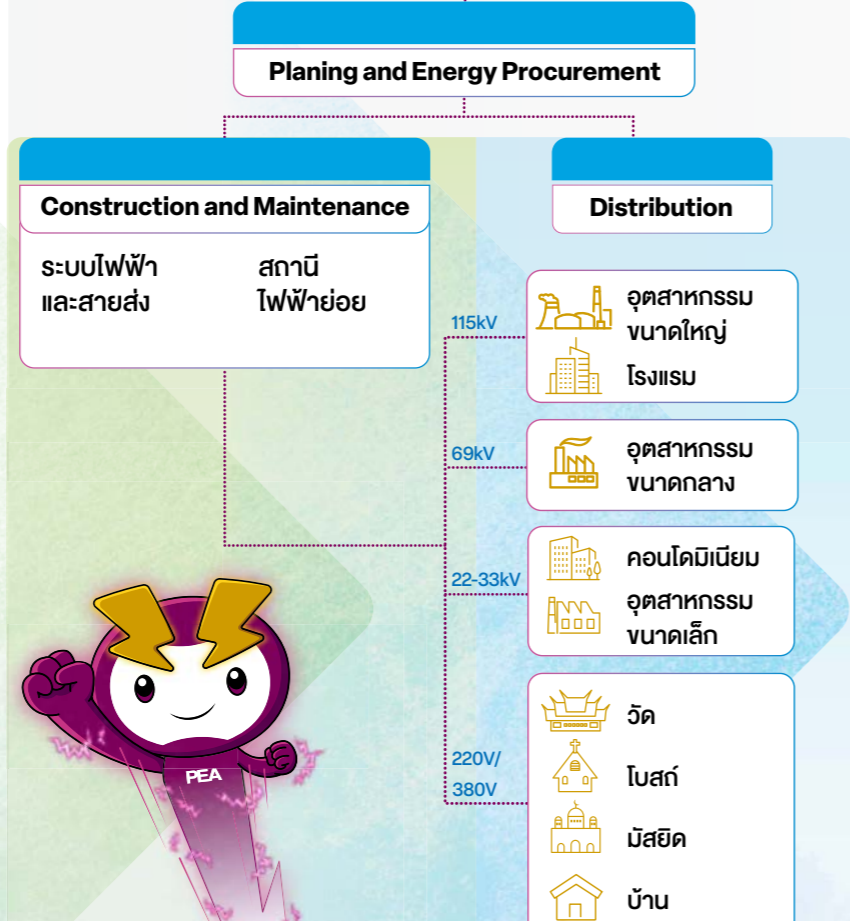 Planing and Energy Procurement
Construction and Maintenance
ระบบไฟฟ้า
และสายส่ง
สถานี
ไฟฟ้าย่อย
Distribution
115kV
อุตสาหกรรม
ขนาดใหญ่
โรงแรม
69kV
อุตสาหกรรม
ขนาดกลาง
22-33kV
คอนโดมิเนียม
อุตสาหกรรม
ขนาดเล็ก
220V/
380V
วัด
โบสถ์
มัสยิด
บ้าน
PEA